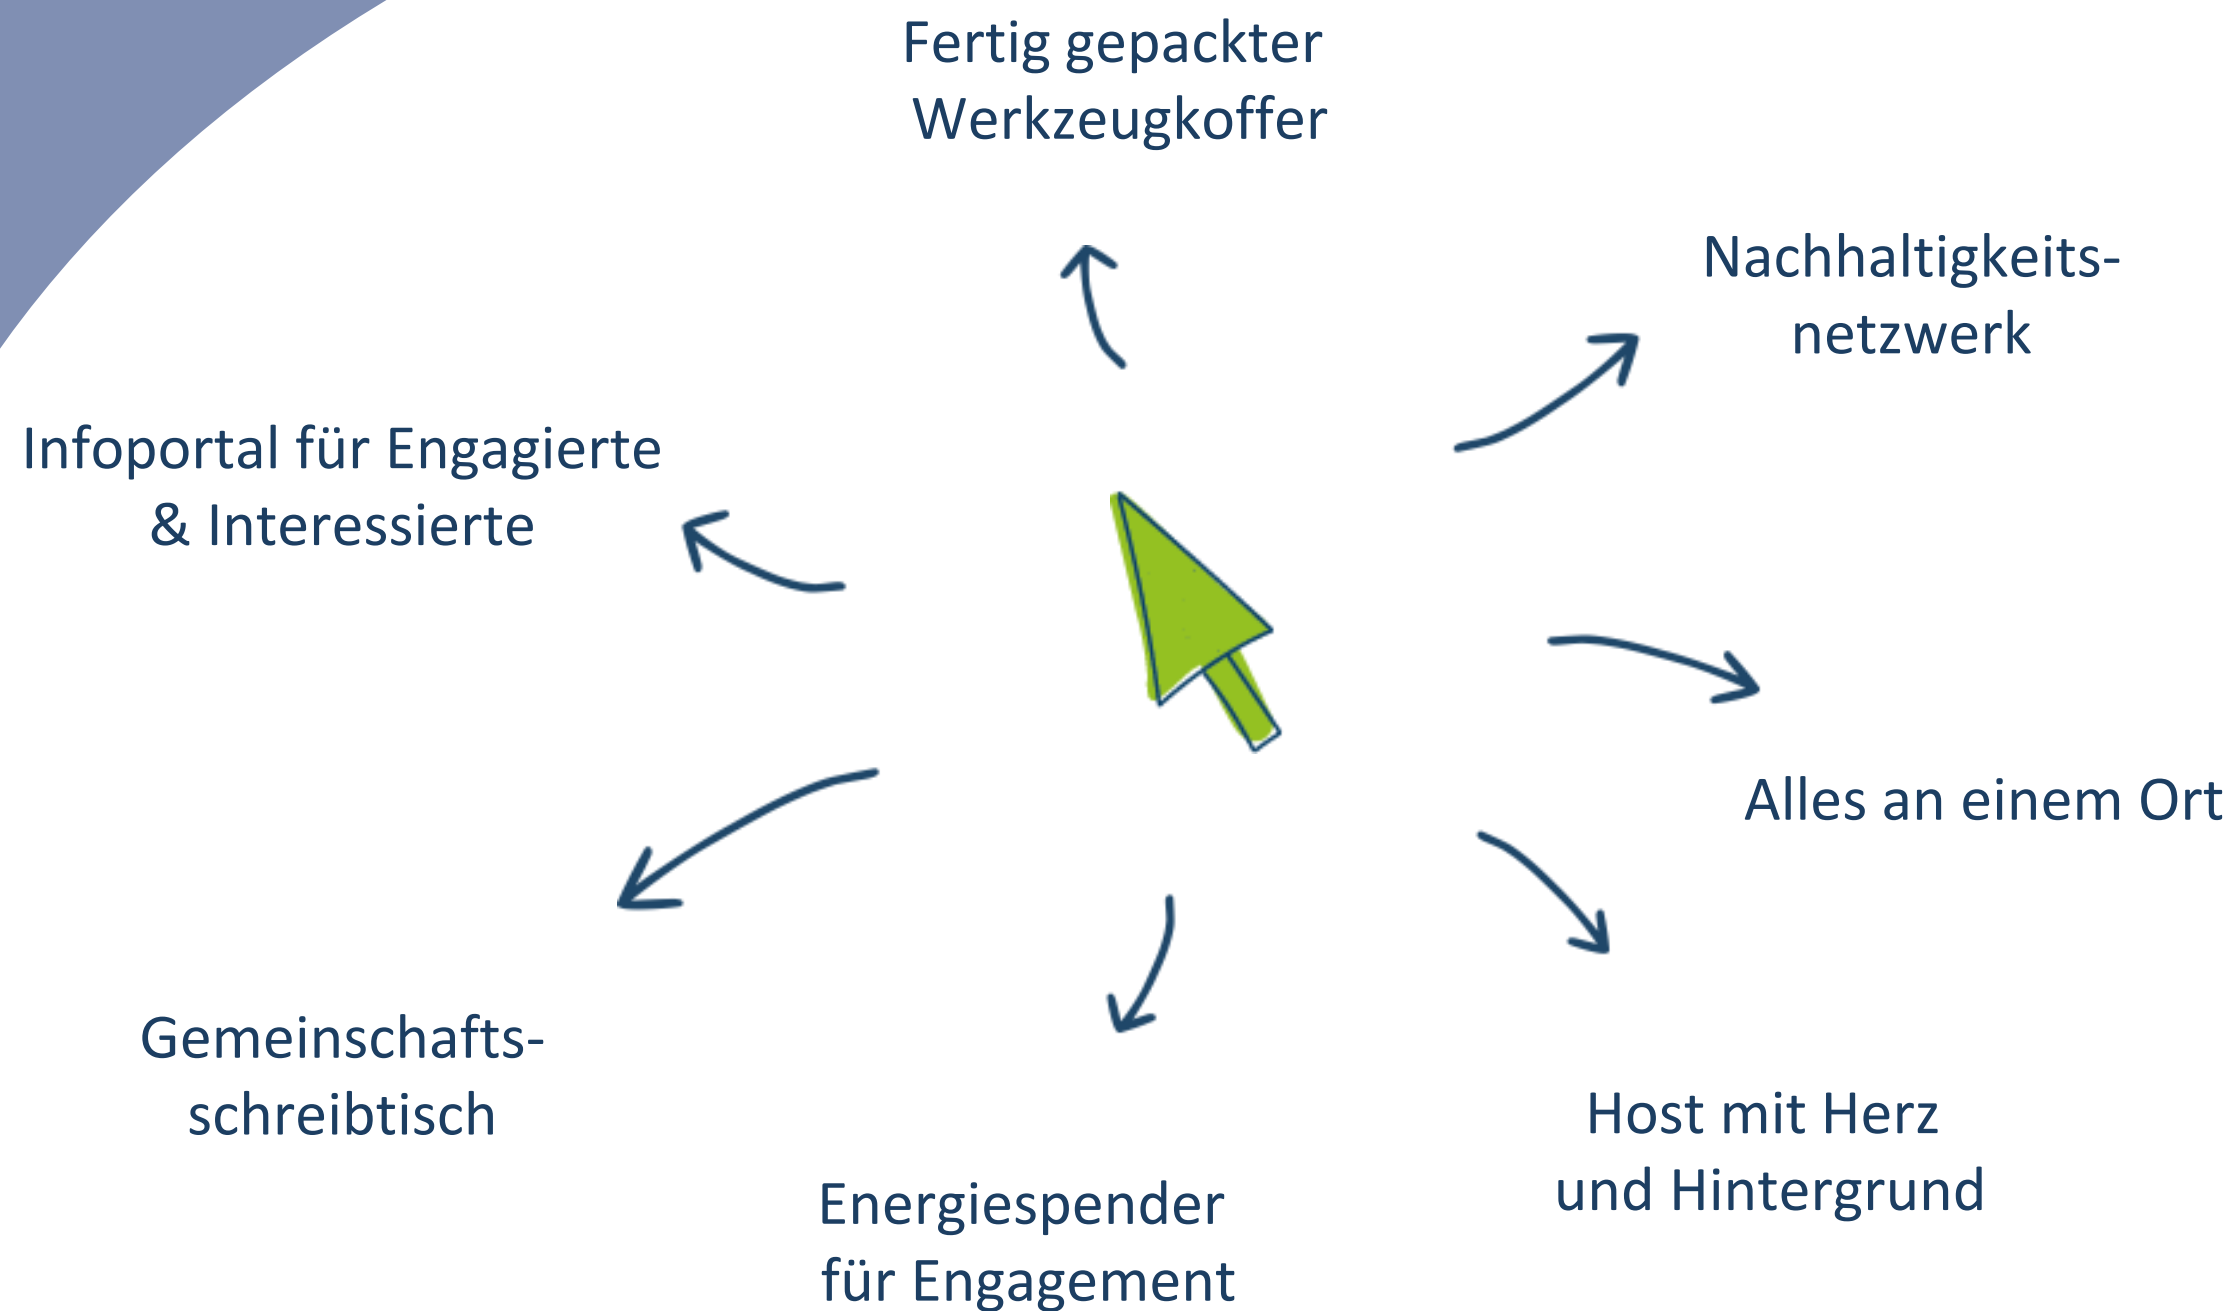 Fertig gepackter
Werkzeugkoffer
Nachhaltigkeits-
netzwerk
Infoportal für Engagierte
& Interessierte
Alles an einem Ort
Gemeinschafts-
schreibtisch
Host mit Herz
und Hintergrund
Energiespender
für Engagement